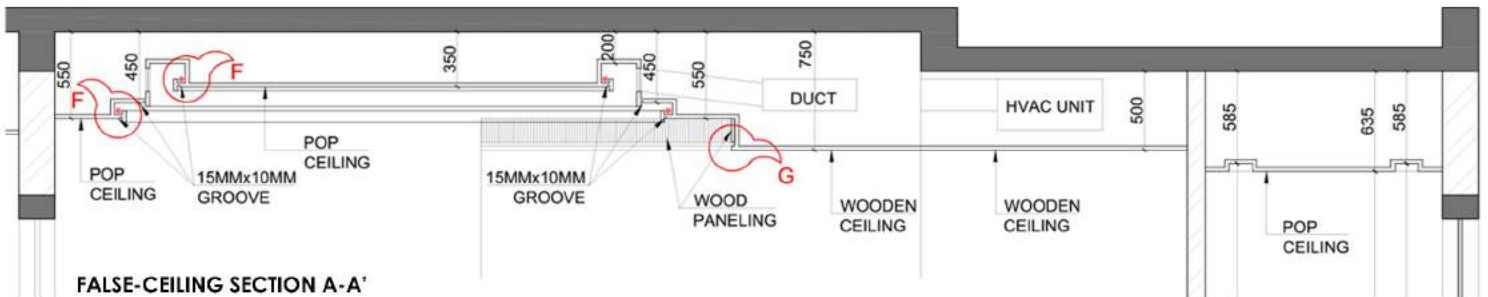 550
450
F
350
200
450
550
750
F
DUCT
HVAC UNIT
500
585
635
585
POP
CEILING
POP
CEILING
15MMx10MM
GROOVE
15MMx10MM
GROOVE
G
WOOD
PANELING
WOODEN
CEILING
WOODEN
CEILING
POP
CEILING
FALSE-CEILING SECTION A-A'